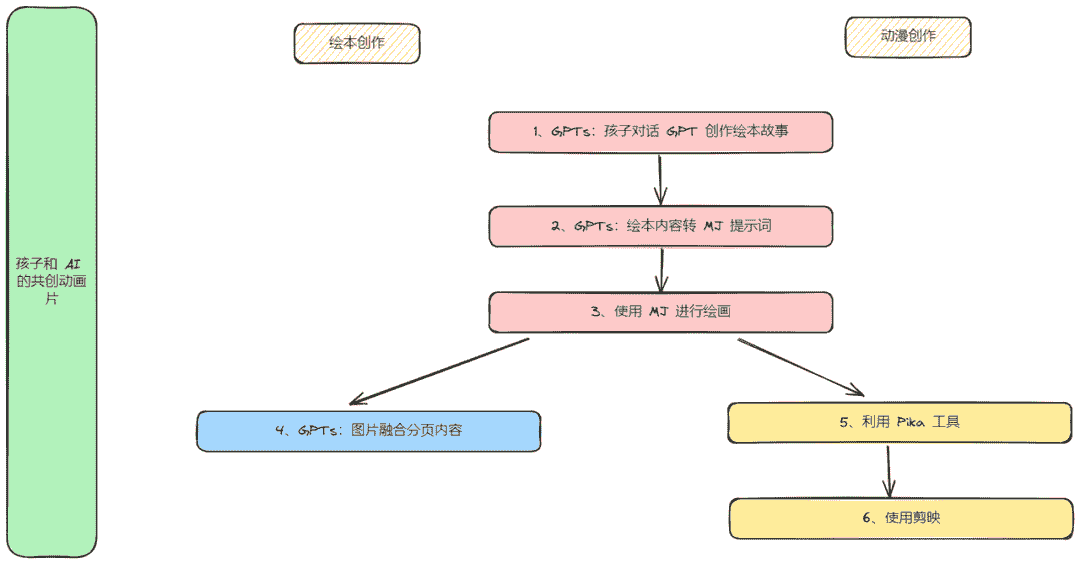 绘本创作
动漫创作
1、GPTs：孩子对话 GPT 创作绘本故事
2、GPTs：绘本内容转 MJ 提示词
孩子和 AI
的共创动画
片
3、使用 MJ 进行绘画
4、GPTs：图片融合分页内容
5、利用 Pika 工具
6、使用剪映